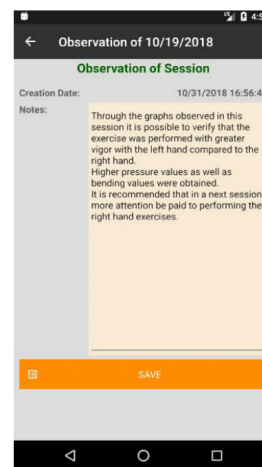 4:5
Observation of 10/19/2018
Observation of Session
Creation Date: 10/31/2018 16:56:4
Notes:
Through the graphs observed in this
session it is possible to verify that the
exercise was performed with greater
vigor with the left hand compared to the
right hand.
Higher pressure values as well as
bending values were obtained.
It is recommended that in a next session
more attention be paid to performing the
right hand exercises.
SAVE